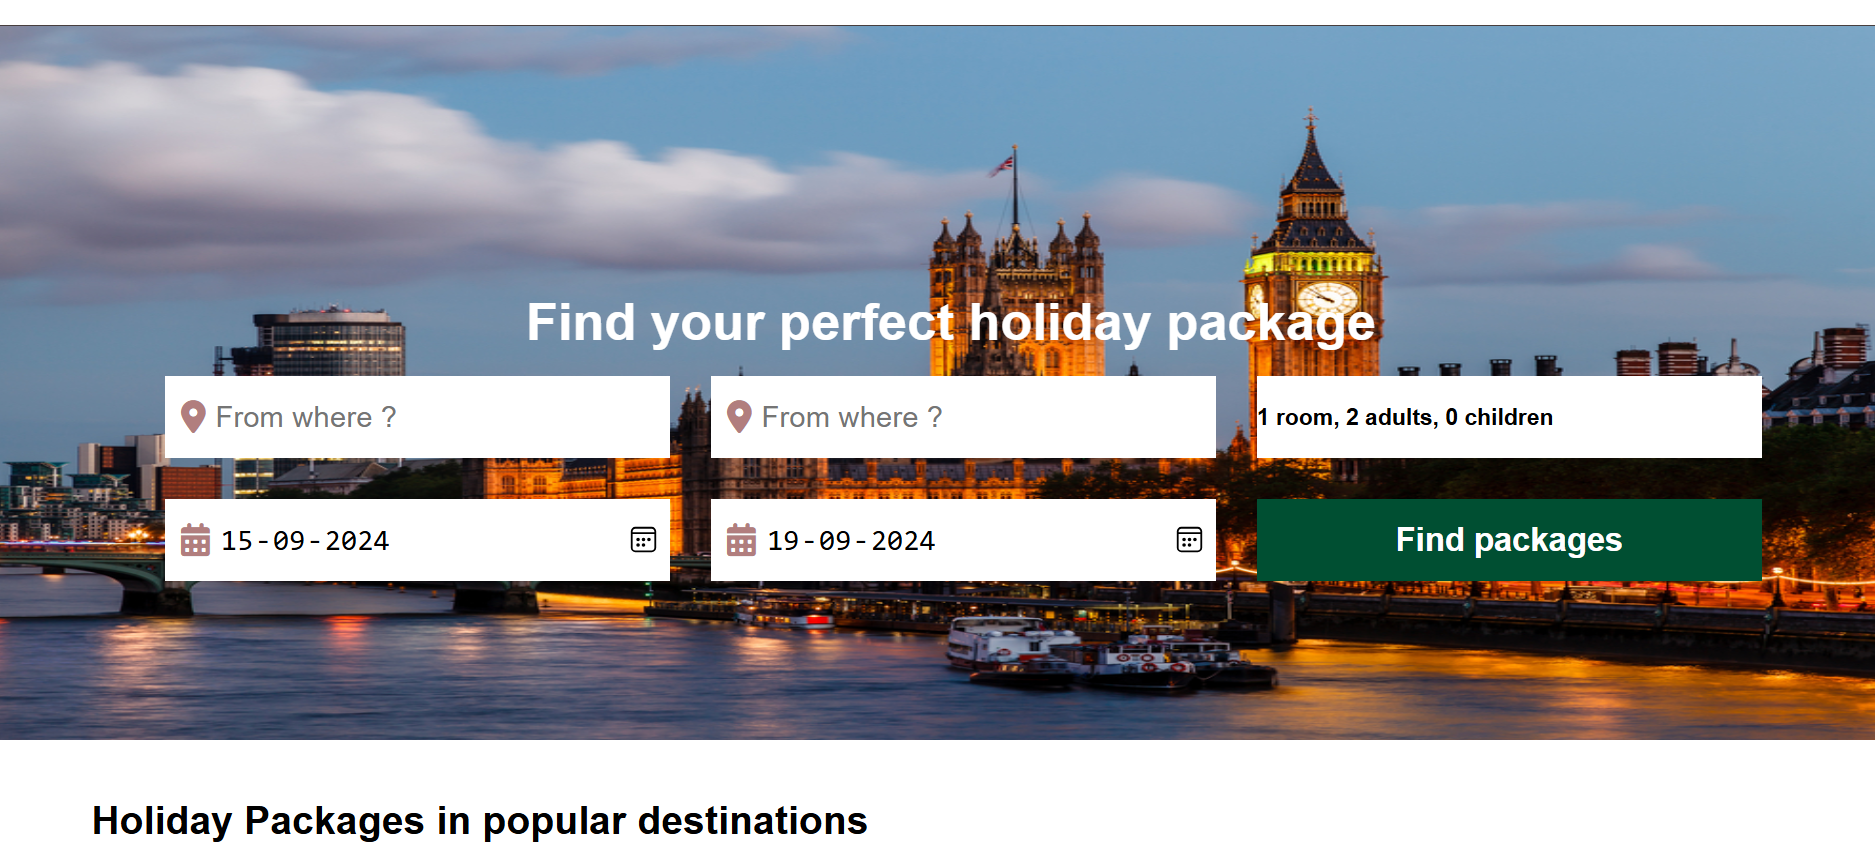 Find your perfect holiday package
From where ?
From where ?
1 room, 2 adults, 0 children
15-09-2024
19-09-2024
Find packages
Holiday Packages in popular destinations